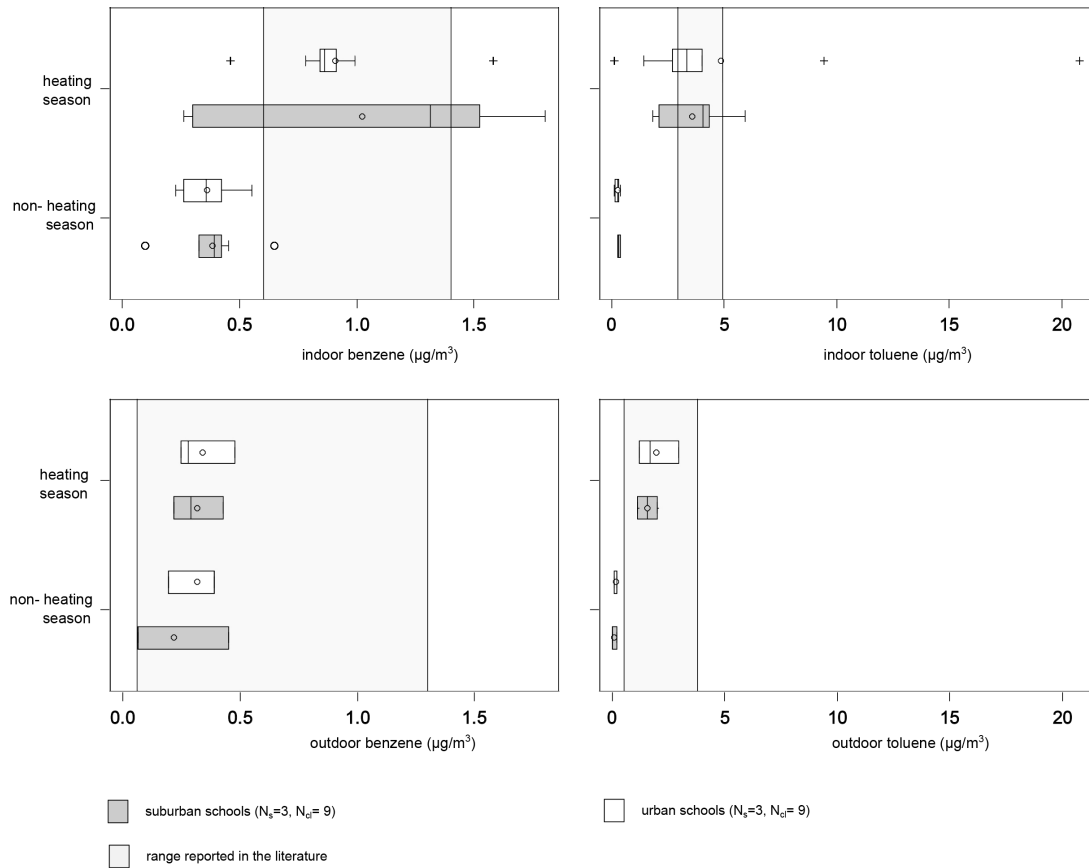 heating
season
non- heating
season
0.0 0.5 1.0 1.5
indoor benzene (µg/m³)
0 5 10 15 20
indoor toluene (µg/m³)
heating
season
non- heating
season
0.0 0.5 1.0 1.5
outdoor benzene (µg/m³)
0 5 10 15 20
outdoor toluene (µg/m³)
suburban schools (Nₛ=3, N_cl= 9)
urban schools (Nₛ=3, N_cl= 9)
range reported in the literature